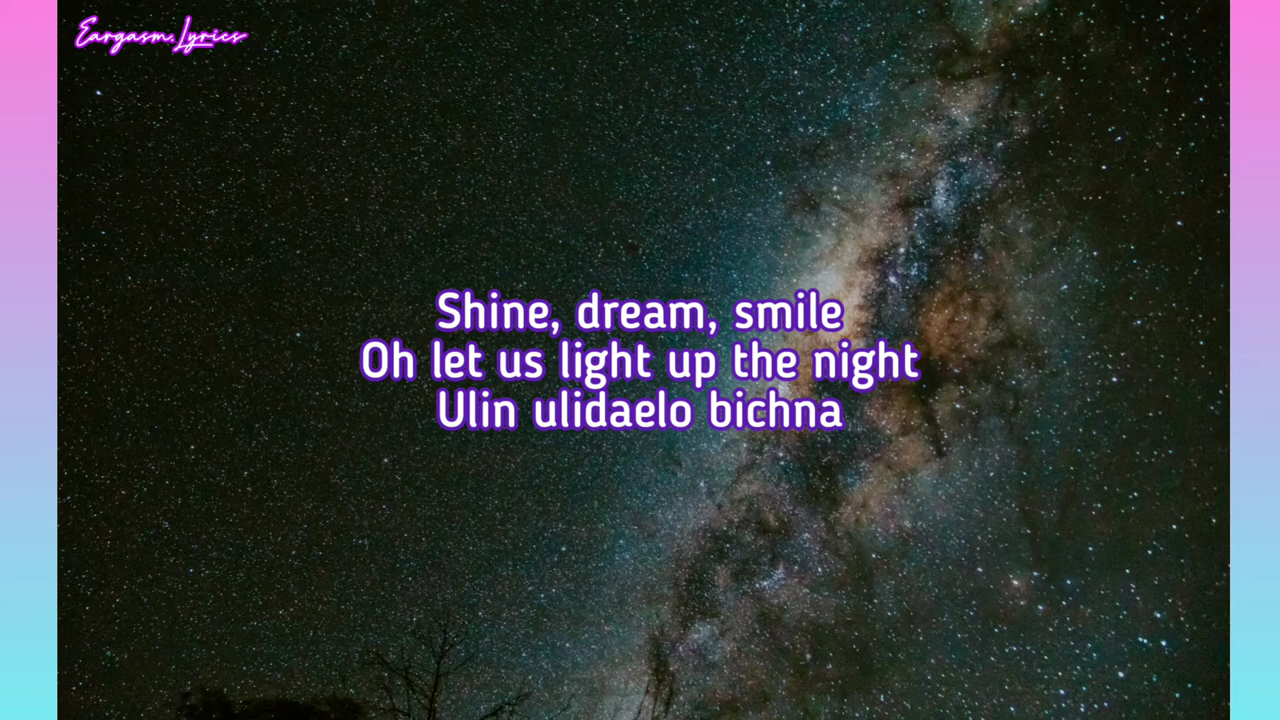 Eargasm.Lyrics
Shine, dream, smile
Oh let us light up the night
Ulin ulidaelo bichna